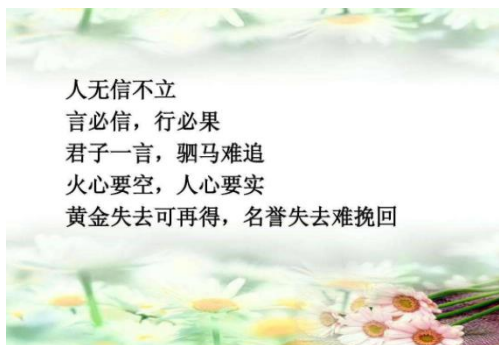 人无信不立
言必信，行必果
君子一言，驷马难追
火心要空，人心要实
黄金失去可再得，名誉失去难挽回